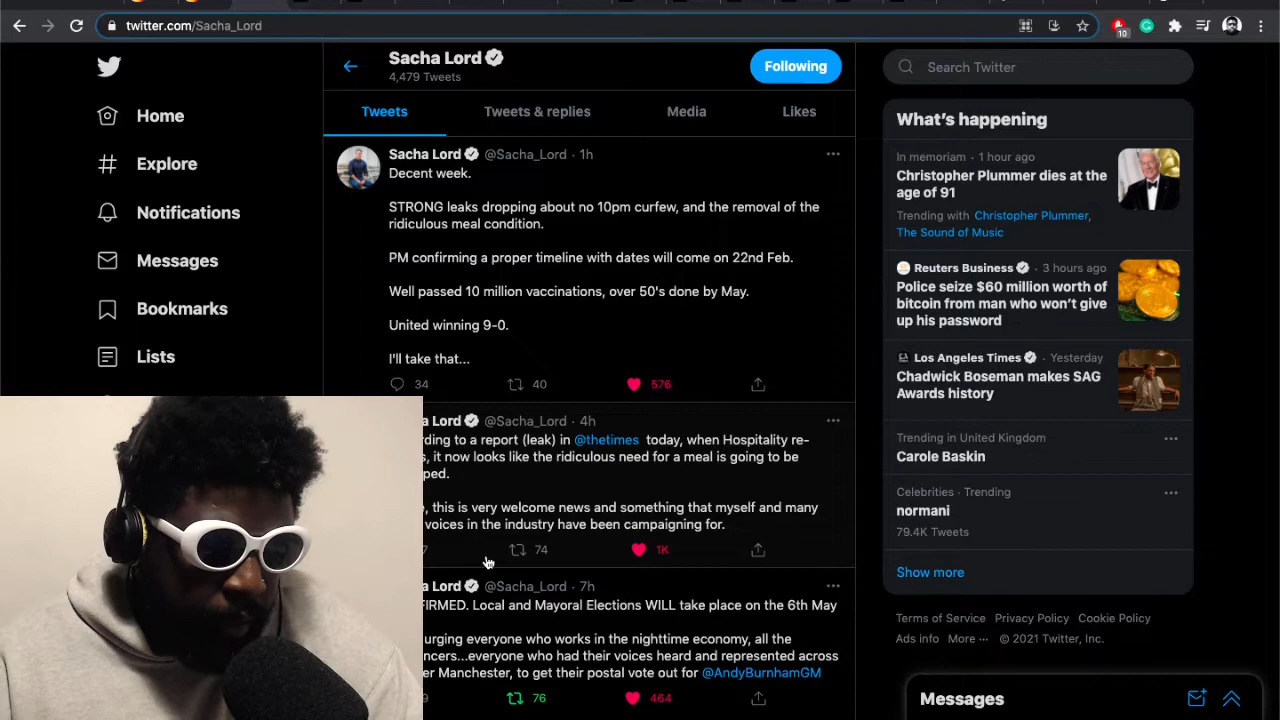 twitter.com/Sacha_Lord
10
Sacha Lord
4,479 Tweets
Following
Search Twitter
Home
Explore
Notifications
Messages
Bookmarks
Lists
Tweets
Tweets & replies
Media
Likes
Sacha Lord @Sacha_Lord · 1h
Decent week.
STRONG leaks dropping about no 10pm curfew, and the removal of the
ridiculous meal condition.
PM confirming a proper timeline with dates will come on 22nd Feb.
Well passed 10 million vaccinations, over 50's done by May.
United winning 9-0.
I'll take that...
34
40
576
a Lord @Sacha_Lord · 4h
rding to a report (leak) in @thetimes today, when Hospitality re-
s, it now looks like the ridiculous need for a meal is going to be
ped.
e, this is very welcome news and something that myself and many
voices in the industry have been campaigning for.
7
74
1K
a Lord @Sacha_Lord · 7h
FIRMED. Local and Mayoral Elections WILL take place on the 6th May
urging everyone who works in the nighttime economy, all the
ncers...everyone who had their voices heard and represented across
er Manchester, to get their postal vote out for @AndyBurnhamGM
9
76
464
What's happening
In memoriam · 1 hour ago
Christopher Plummer dies at the
age of 91
Trending with Christopher Plummer,
The Sound of Music
Reuters Business · 3 hours ago
Police seize $60 million worth of
bitcoin from man who won't give
up his password
Los Angeles Times · Yesterday
Chadwick Boseman makes SAG
Awards history
Trending in United Kingdom
Carole Baskin
Celebrities · Trending
normani
79.4K Tweets
Show more
Terms of Service Privacy Policy Cookie Policy
Ads info More ··· © 2021 Twitter, Inc.
Messages